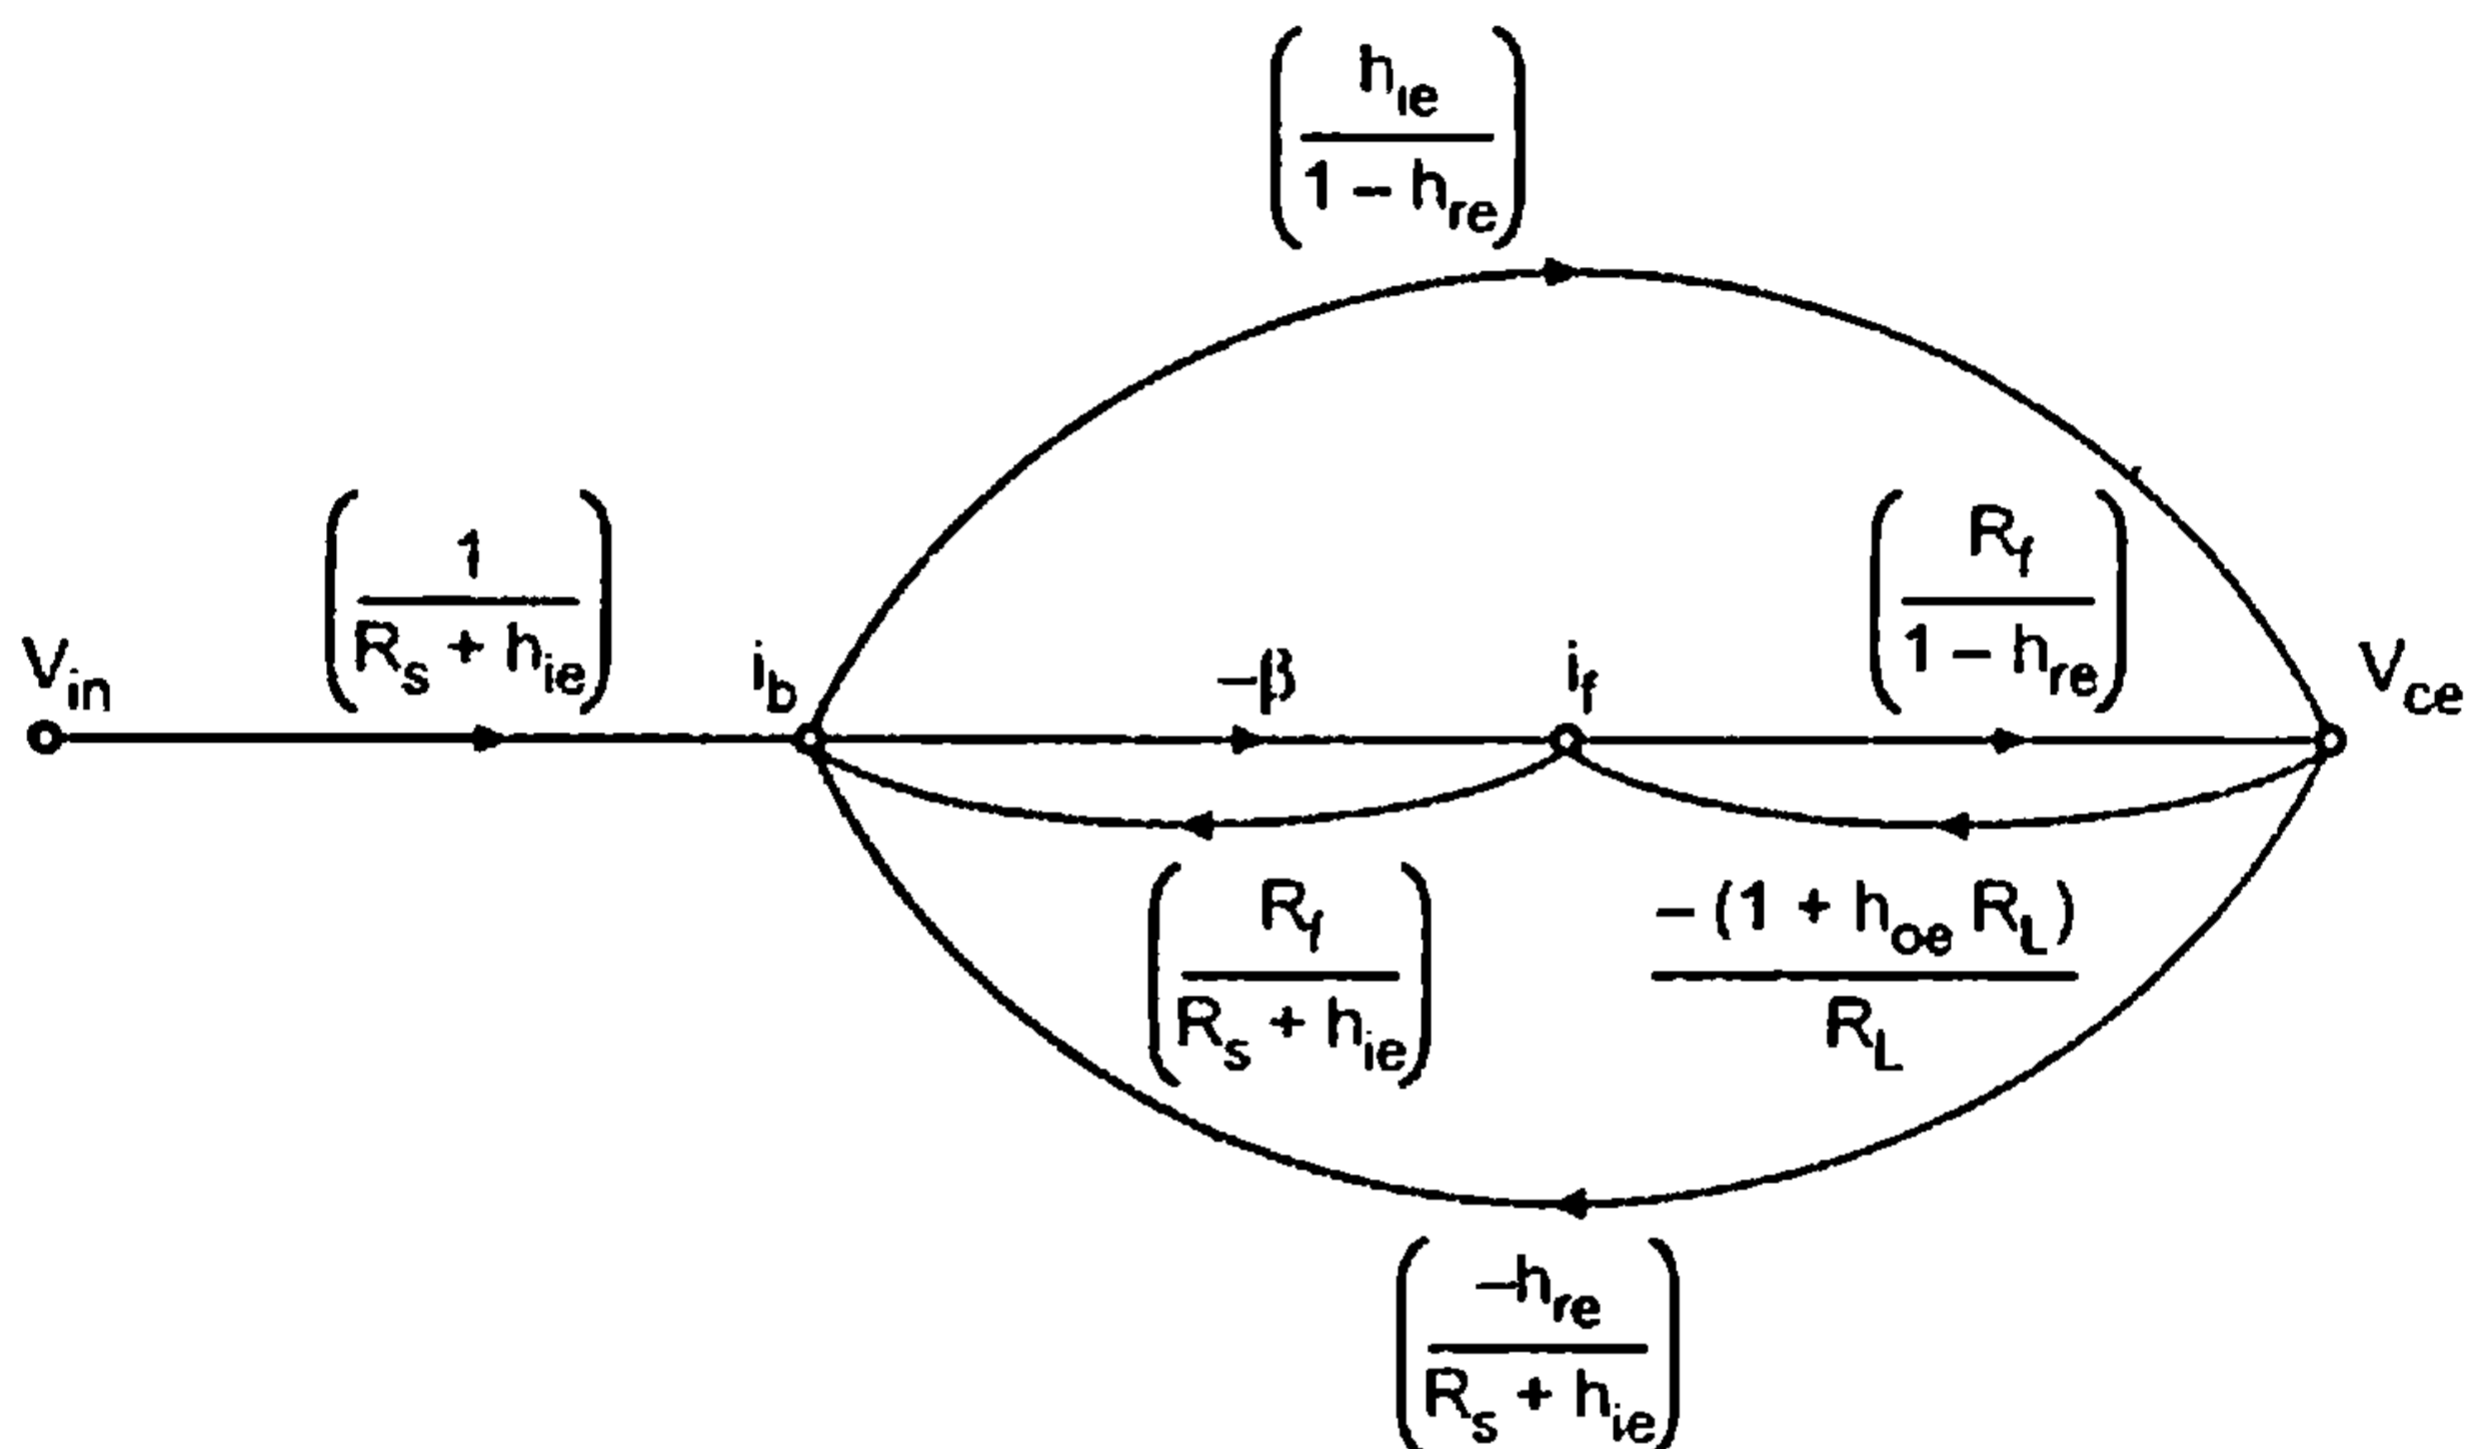 ( h_ie / 1 – h_re )
( 1 / R_s + h_ie )
( R_f / 1 – h_re )
V_in
i_b
–β
i_f
V_ce
( R_f / R_s + h_ie )
– (1 + h_oe R_L) / R_L
( –h_re / R_s + h_ie )